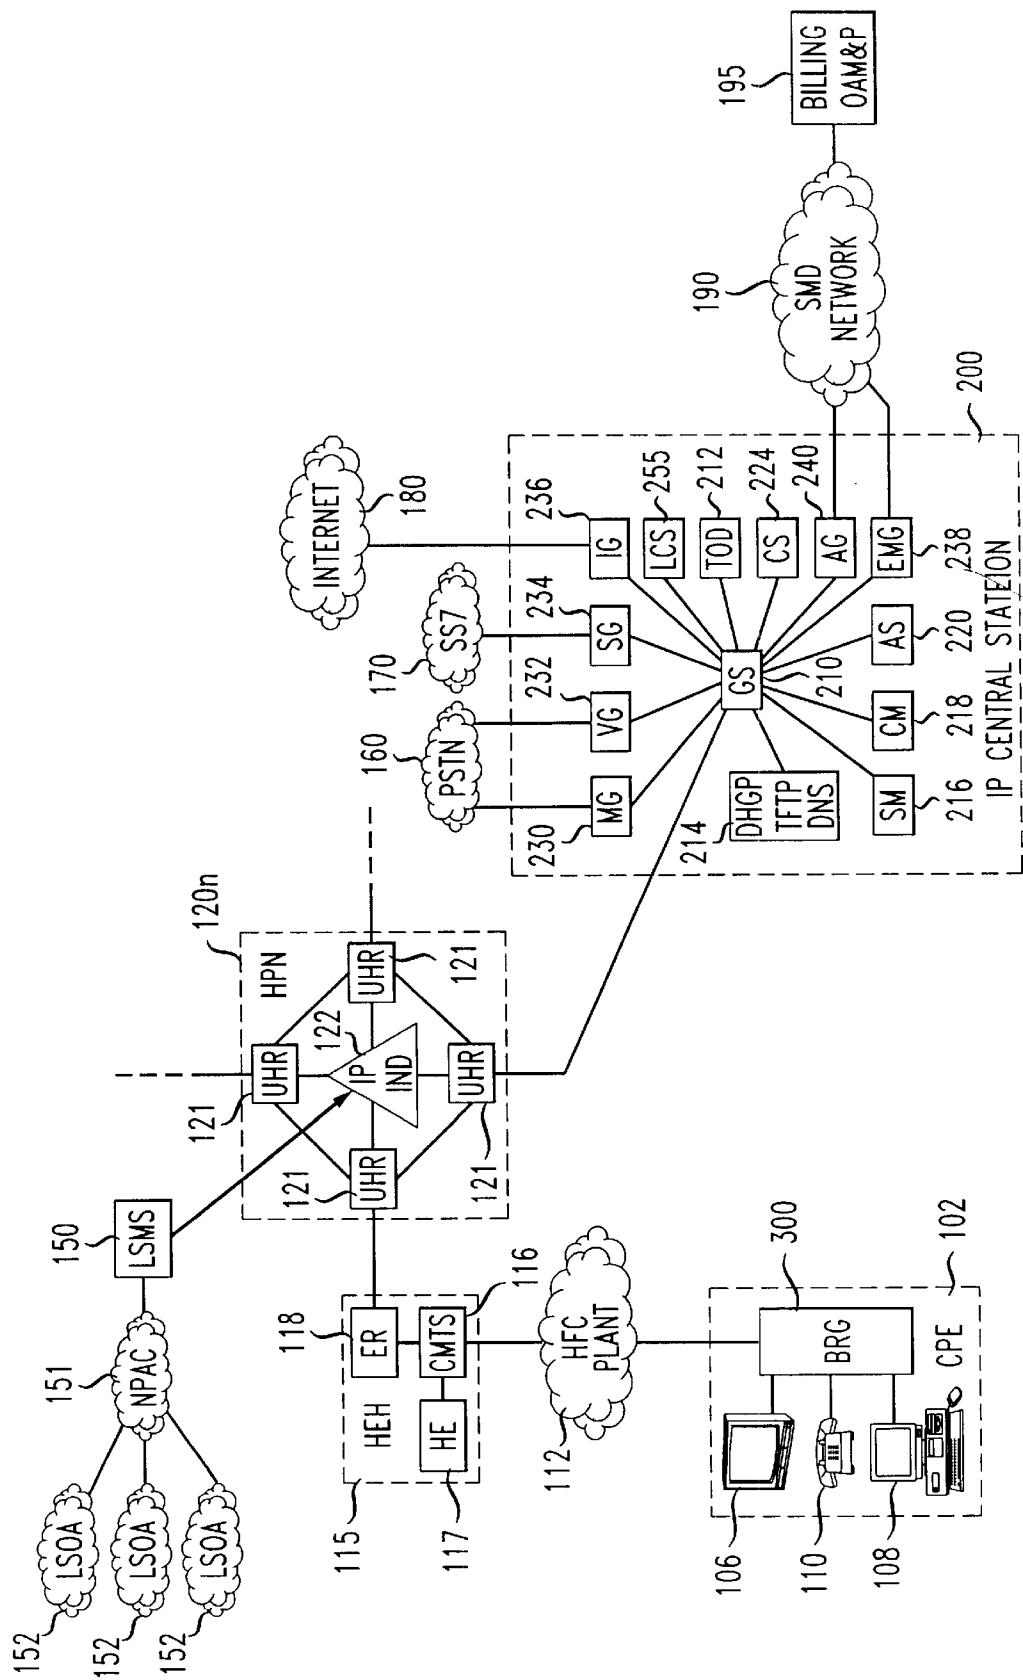 152
LSOA
152
LSOA
152
LSOA
151
NPAC
150
LSMS
120n
HPN
121
UHR
121
UHR
122
IP
IND
UHR
121
UHR
121
115
HEH
118
ER
116
CMTS
117
HE
112
HFC
PLANT
300
BRG
102
CPE
106
110
108
160
PSTN
170
SS7
INTERNET
180
230
MG
232
VG
234
SG
236
IG
LCS
255
TOD
212
CS
224
AG
240
EMG
238
GS
210
214
DHGP
TFTP
DNS
SM
216
CM
218
AS
220
IP CENTRAL STATION
200
190
SMD
NETWORK
195
BILLING
OAM&P